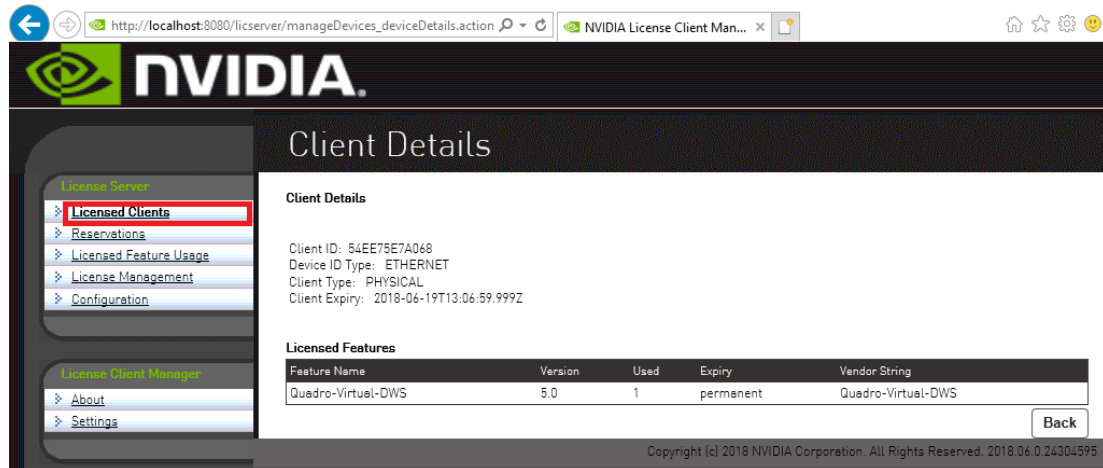 http://localhost:8080/licserver/manageDevices_deviceDetails.action
NVIDIA License Client Man...
NVIDIA.
Client Details
License Server
Licensed Clients
Reservations
Licensed Feature Usage
License Management
Configuration
License Client Manager
About
Settings
Client Details
Client ID: 54EE75E7A068
Device ID Type: ETHERNET
Client Type: PHYSICAL
Client Expiry: 2018-06-19T13:06:59.999Z
Licensed Features
Feature Name Version Used Expiry Vendor String
Quadro-Virtual-DWS 5.0 1 permanent Quadro-Virtual-DWS
Back
Copyright (c) 2018 NVIDIA Corporation. All Rights Reserved. 2018.06.0.24304595